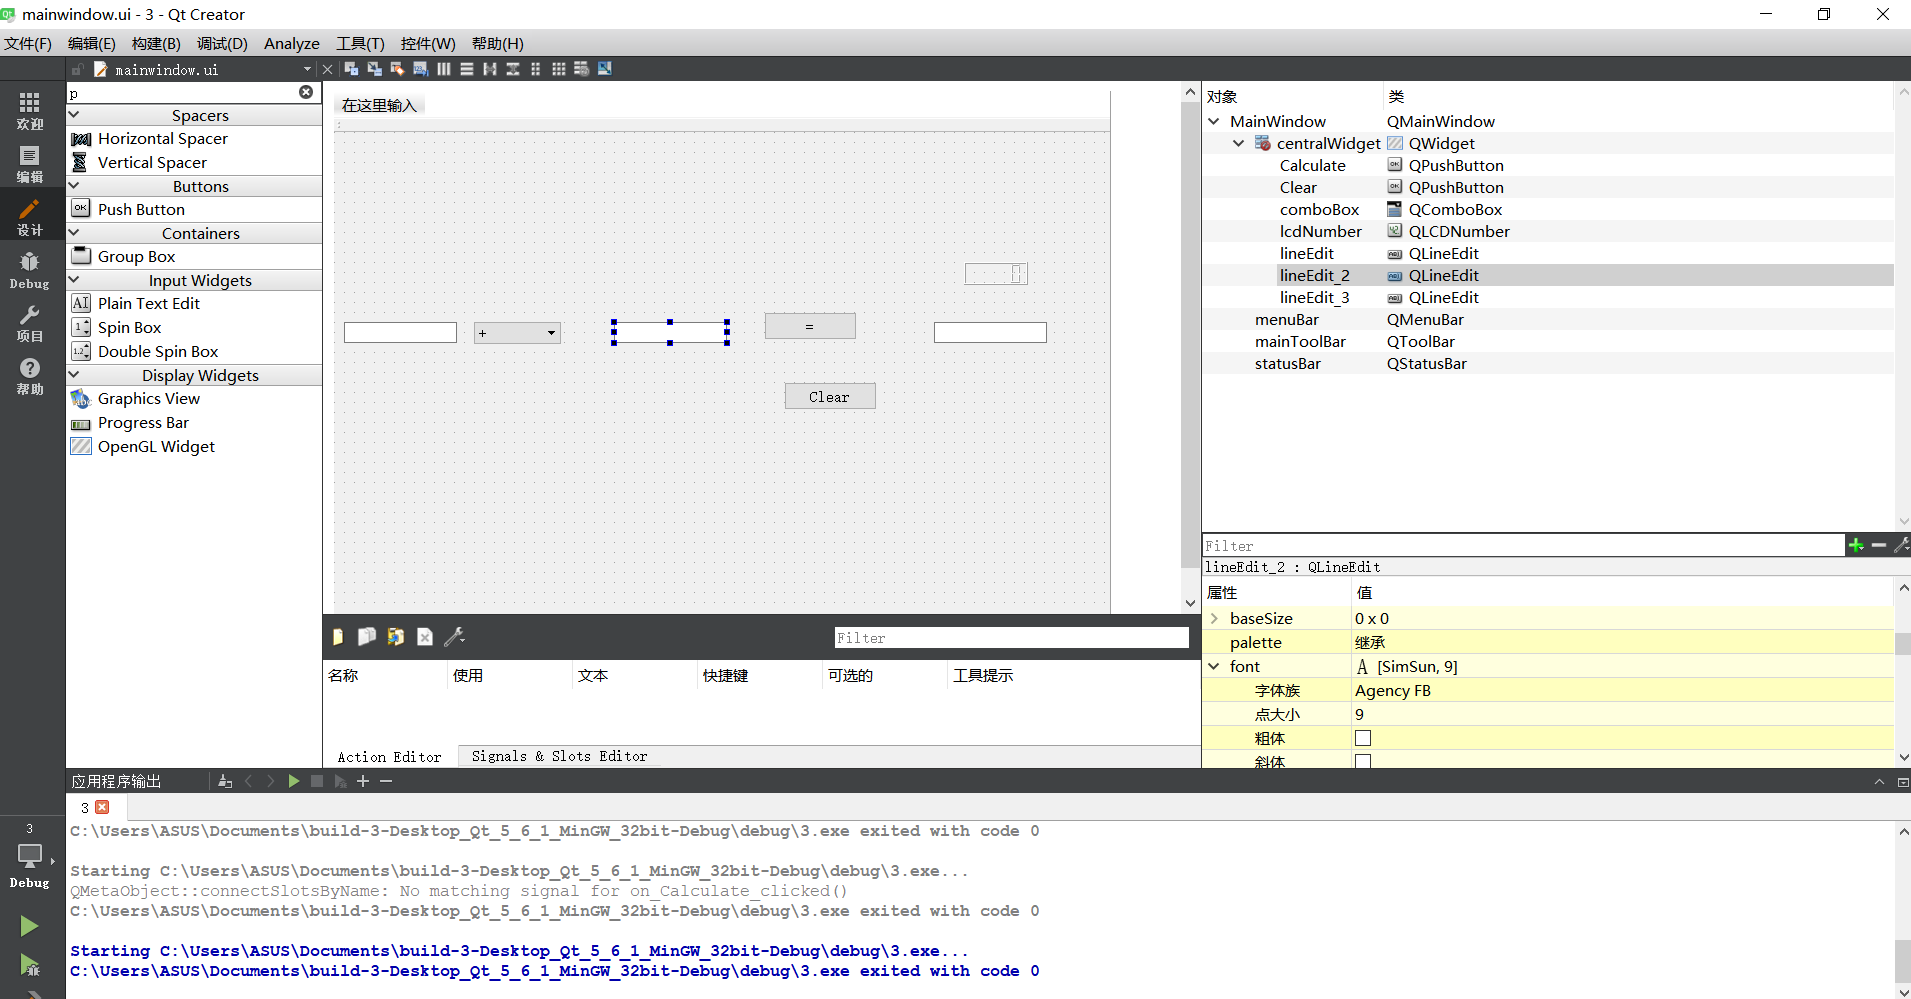 mainwindow.ui - 3 - Qt Creator
文件(F) 编辑(E) 构建(B) 调试(D) Analyze 工具(T) 控件(W) 帮助(H)
mainwindow.ui
欢迎
编辑
设计
Debug
项目
帮助
3
Debug
p
Spacers
Horizontal Spacer
Vertical Spacer
Buttons
Push Button
Containers
Group Box
Input Widgets
Plain Text Edit
Spin Box
Double Spin Box
Display Widgets
Graphics View
Progress Bar
OpenGL Widget
在这里输入
0
+
=
Clear
对象 类
MainWindow QMainWindow
centralWidget QWidget
Calculate QPushButton
Clear QPushButton
comboBox QComboBox
lcdNumber QLCDNumber
lineEdit QLineEdit
lineEdit_2 QLineEdit
lineEdit_3 QLineEdit
menuBar QMenuBar
mainToolBar QToolBar
statusBar QStatusBar
Filter
lineEdit_2 : QLineEdit
属性 值
baseSize 0 x 0
palette 继承
font A [SimSun, 9]
字体族 Agency FB
点大小 9
粗体
斜体
Filter
名称 使用 文本 快捷键 可选的 工具提示
Action Editor Signals & Slots Editor
应用程序输出
3
C:\Users\ASUS\Documents\build-3-Desktop_Qt_5_6_1_MinGW_32bit-Debug\debug\3.exe exited with code 0
Starting C:\Users\ASUS\Documents\build-3-Desktop_Qt_5_6_1_MinGW_32bit-Debug\debug\3.exe...
QMetaObject::connectSlotsByName: No matching signal for on_Calculate_clicked()
C:\Users\ASUS\Documents\build-3-Desktop_Qt_5_6_1_MinGW_32bit-Debug\debug\3.exe exited with code 0
Starting C:\Users\ASUS\Documents\build-3-Desktop_Qt_5_6_1_MinGW_32bit-Debug\debug\3.exe...
C:\Users\ASUS\Documents\build-3-Desktop_Qt_5_6_1_MinGW_32bit-Debug\debug\3.exe exited with code 0